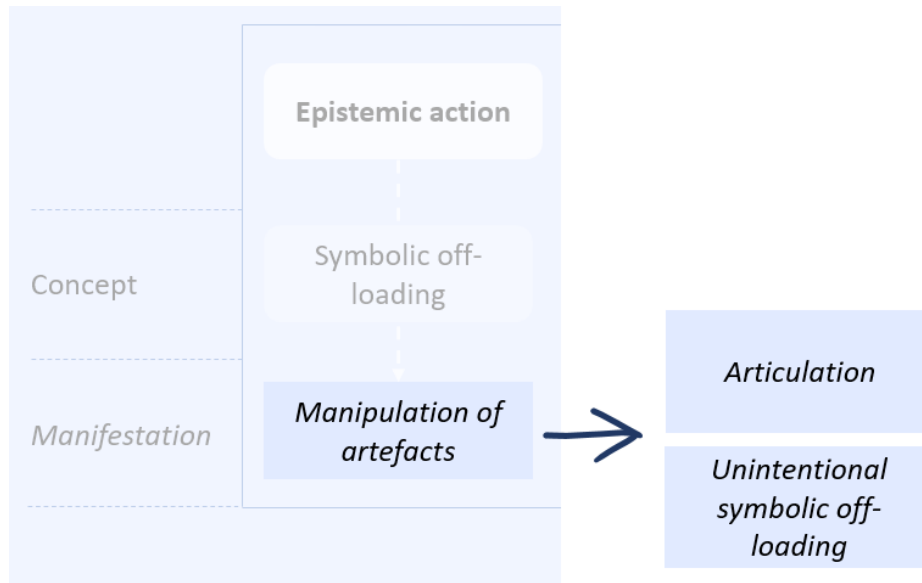 Epistemic action
Symbolic off-
loading
Concept
Manifestation
Manipulation of
artefacts
Articulation
Unintentional
symbolic off-
loading